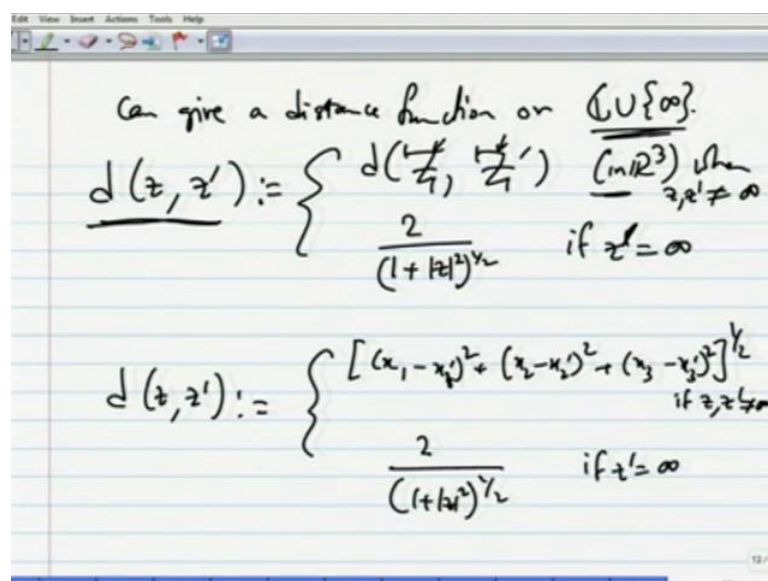 Edit View Insert Actions Tools Help
Can give a distance function on ℂ∪{∞}.
d(z, z') := { d(Z₁, Z₁') (in ℝ³) when z, z' ≠ ∞
2/(1+|z|²)^½ if z' = ∞
d(z, z') := { [(x₁ - x₁')² + (x₂ - x₂')² + (x₃ - x₃')²]^½ if z, z' ≠ ∞
2/((1+|z|²)^½ if z' = ∞